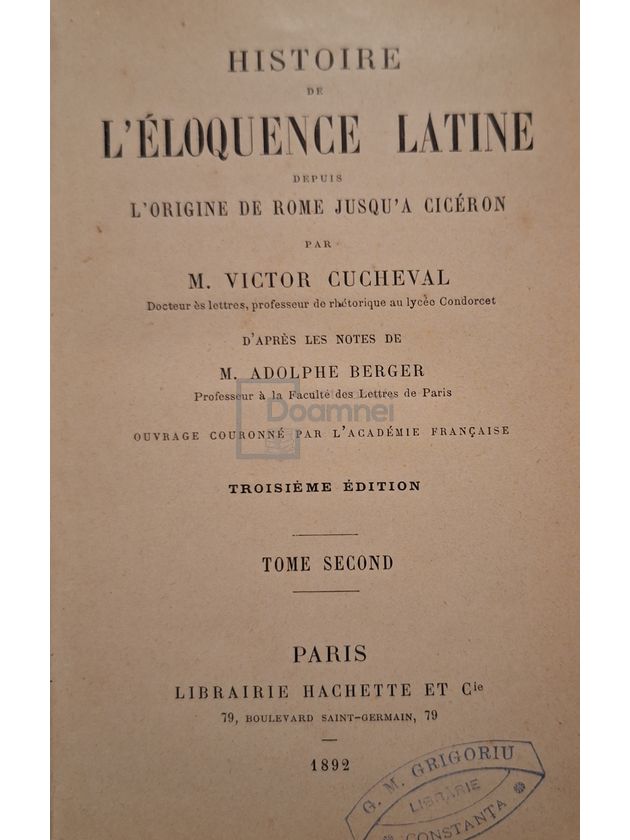 HISTOIRE
DE
L'ÉLOQUENCE LATINE
DEPUIS
L'ORIGINE DE ROME JUSQU'A CICÉRON
PAR
M. VICTOR CUCHEVAL
Docteur ès lettres, professeur de rhétorique au lycée Condorcet
D'APRÈS LES NOTES DE
M. ADOLPHE BERGER
Professeur à la Faculté des Lettres de Paris
Doamnei
OUVRAGE COURONNÉ PAR L'ACADÉMIE FRANÇAISE
TROISIÈME ÉDITION
TOME SECOND
PARIS
LIBRAIRIE HACHETTE ET Cie
79, BOULEVARD SAINT-GERMAIN, 79
1892
G. M. GRIGORIU
LIBRARIE
CONSTANTA